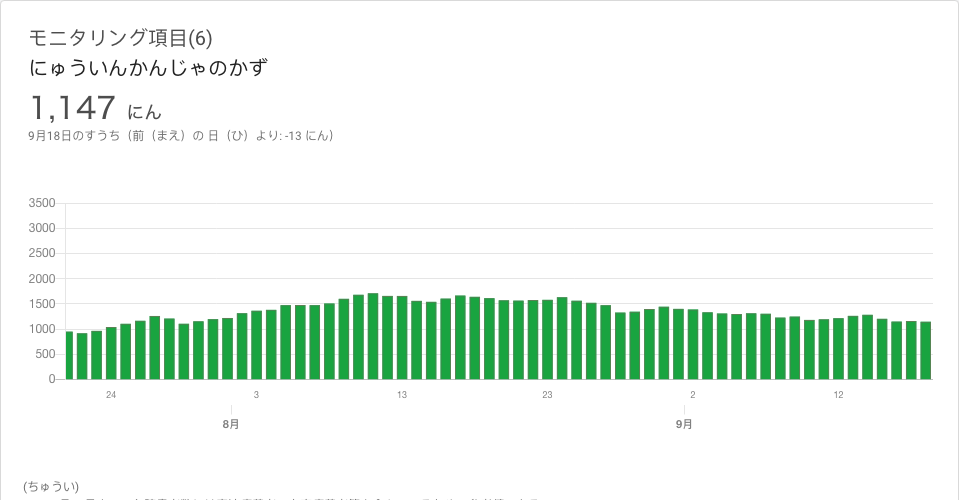 モニタリング項目(6)
にゅういんかんじゃのかず
1,147 にん
9月18日のすうち（前（まえ）の 日（ひ）より: -13 にん）
3500
3000
2500
2000
1500
1000
500
0
24 3 13 23 2 12
8月 9月
(ちゅうい)